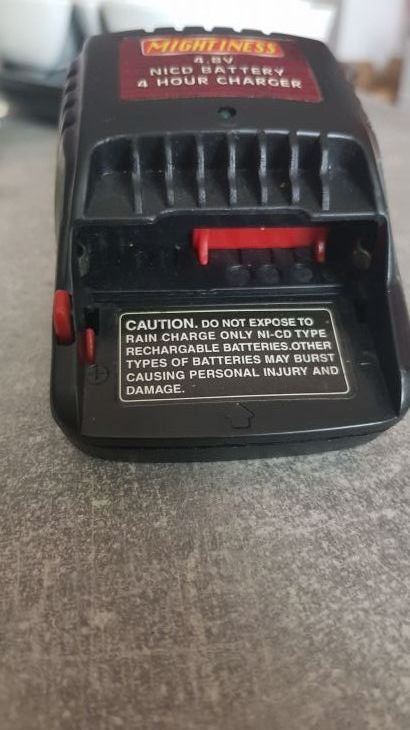 MIGHTINESS
4.8V
NICD BATTERY
4 HOUR CHARGER
CAUTION. DO NOT EXPOSE TO
RAIN CHARGE ONLY NI-CD TYPE
RECHARGABLE BATTERIES.OTHER
TYPES OF BATTERIES MAY BURST
CAUSING PERSONAL INJURY AND
DAMAGE.